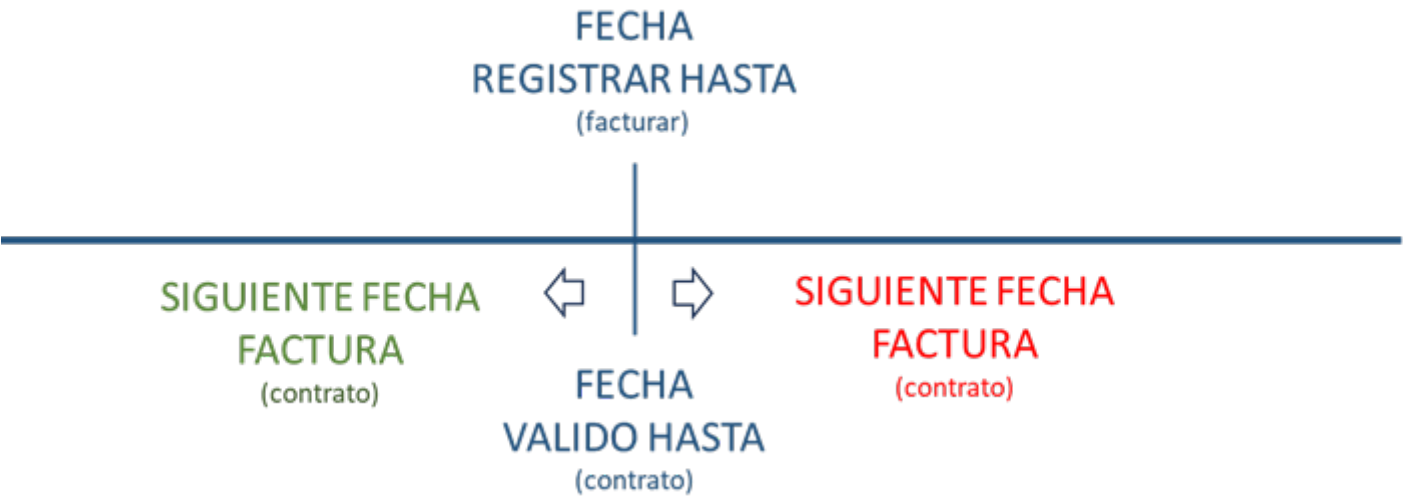 FECHA
REGISTRAR HASTA
(facturar)
SIGUIENTE FECHA
FACTURA
(contrato)
SIGUIENTE FECHA
FACTURA
(contrato)
FECHA
VALIDO HASTA
(contrato)